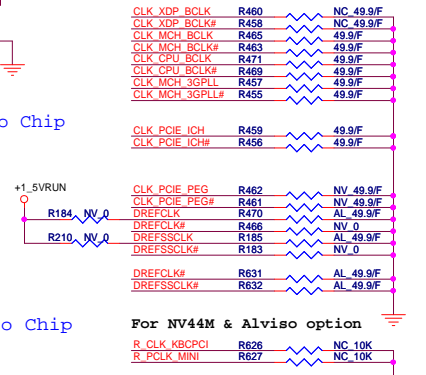 CLK_XDP_BCLK R460 NC_49.9/F
CLK_XDP_BCLK# R458 NC_49.9/F
CLK_MCH_BCLK R465 49.9/F
CLK_MCH_BCLK# R463 49.9/F
CLK_CPU_BCLK R471 49.9/F
CLK_CPU_BCLK# R469 49.9/F
CLK_MCH_3GPLL R457 49.9/F
CLK_MCH_3GPLL# R455 49.9/F
o Chip
CLK_PCIE_ICH R459 49.9/F
CLK_PCIE_ICH# R456 49.9/F
+1_5VRUN
CLK_PCIE_PEG R462 NV_49.9/F
CLK_PCIE_PEG# R461 NV_49.9/F
R184 NV_0 DREFCLK R470 AL_49.9/F
DREFCLK# R466 NV_0
R210 NV_0 DREFSSCLK R185 AL_49.9/F
DREFSSCLK# R183 NV_0
DREFCLK# R631 AL_49.9/F
DREFSSCLK# R632 AL_49.9/F
o Chip For NV44M & Alviso option
R_CLK_KBCPCI R626 NC_10K
R_PCLK_MINI R627 NC_10K